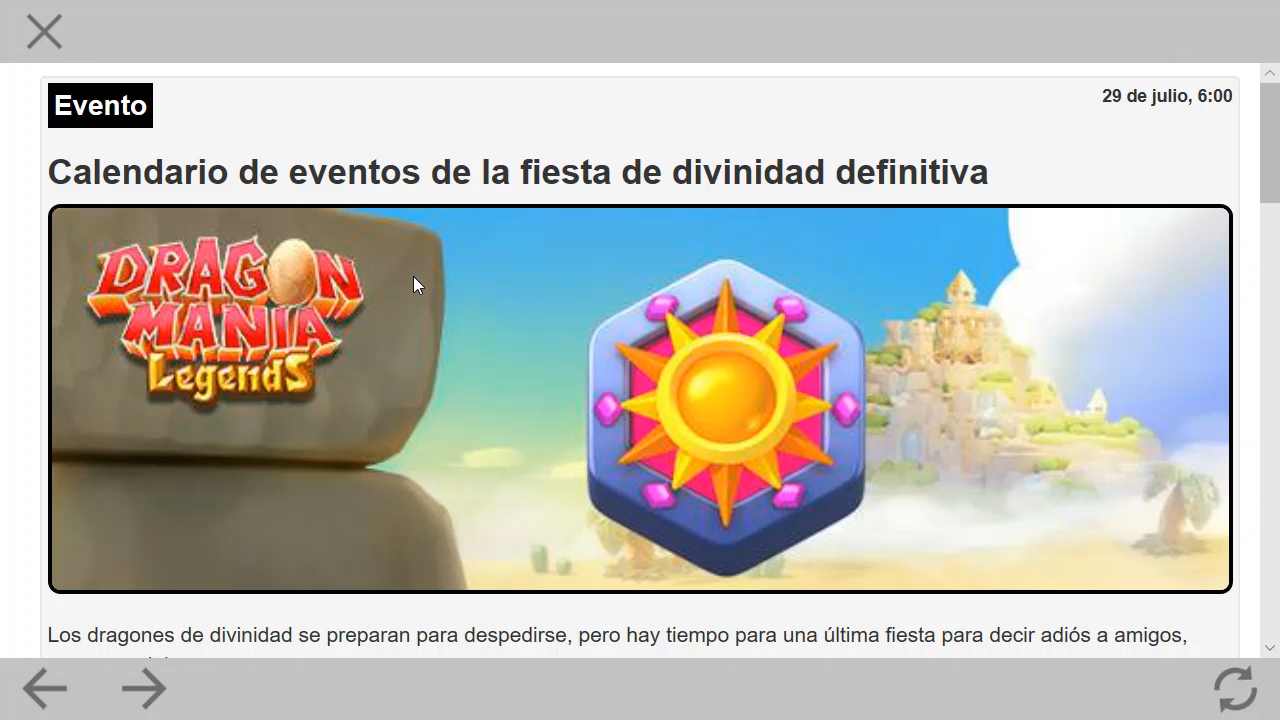 Evento
29 de julio, 6:00
Calendario de eventos de la fiesta de divinidad definitiva
DRAGON
MANIA
LegendS
Los dragones de divinidad se preparan para despedirse, pero hay tiempo para una última fiesta para decir adiós a amigos,